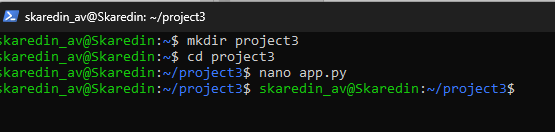 skaredin_av@Skaredin: ~/project3
skaredin_av@Skaredin:~$ mkdir project3
skaredin_av@Skaredin:~$ cd project3
skaredin_av@Skaredin:~/project3$ nano app.py
skaredin_av@Skaredin:~/project3$ skaredin_av@Skaredin:~/project3$